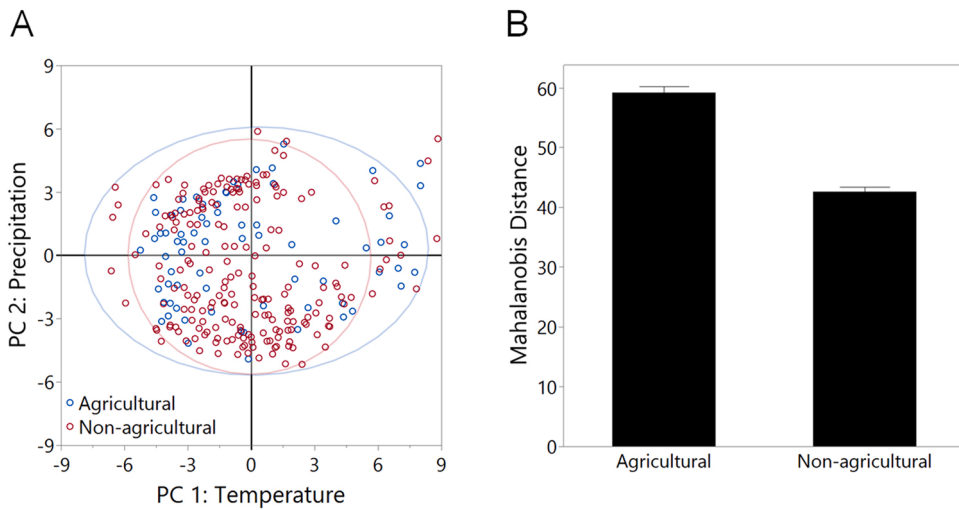 A
B
9
6
3
0
-3
-6
-9
PC 2: Precipitation
Agricultural
Non-agricultural
-9
-6
-3
0
3
6
9
PC 1: Temperature
60
50
40
30
20
10
0
Mahalanobis Distance
Agricultural
Non-agricultural